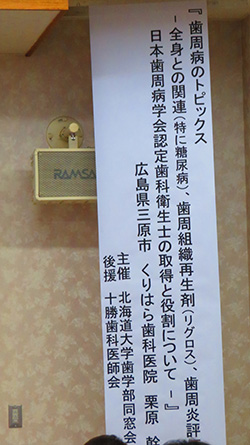 『歯周病のトピックス
－全身との関連（特に糖尿病）、歯周組織再生剤（リグロス）、歯周炎評
日本歯周病学会認定歯科衛生士の取得と役割について－』
広島県三原市 くりはら歯科医院 栗原 幹
主催 北海道大学歯学部同窓会
後援 十勝歯科医師会
RAMSA